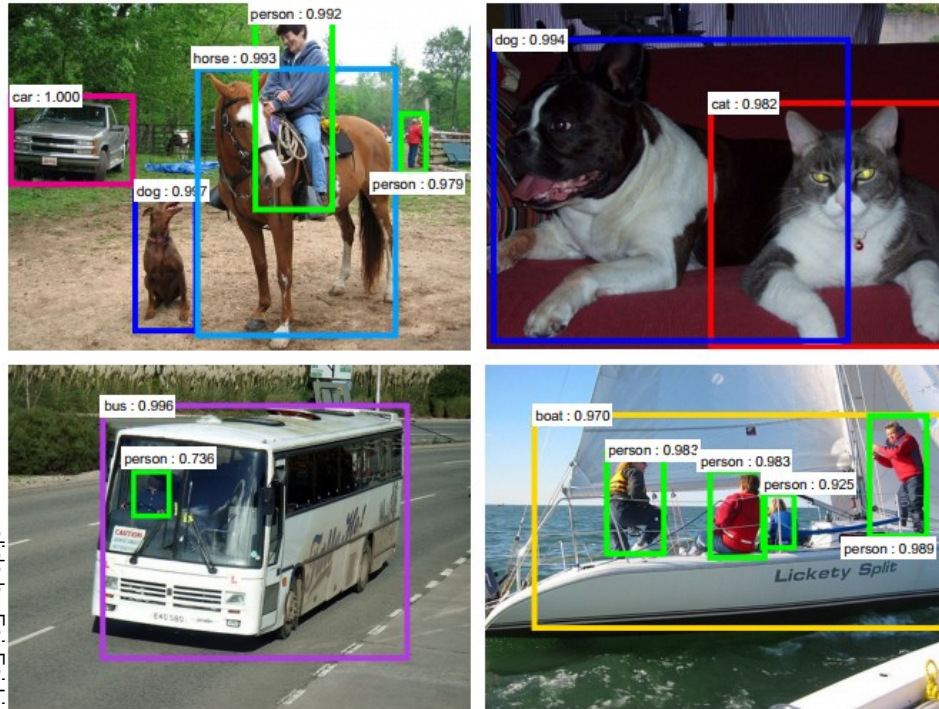 person : 0.992
horse : 0.993
car : 1.000
person : 0.979
dog : 0.997
dog : 0.994
cat : 0.982
bus : 0.996
person : 0.736
CAUTION
L
L
boat : 0.970
person : 0.983
person : 0.983
person : 0.925
person : 0.989
Lickety Split